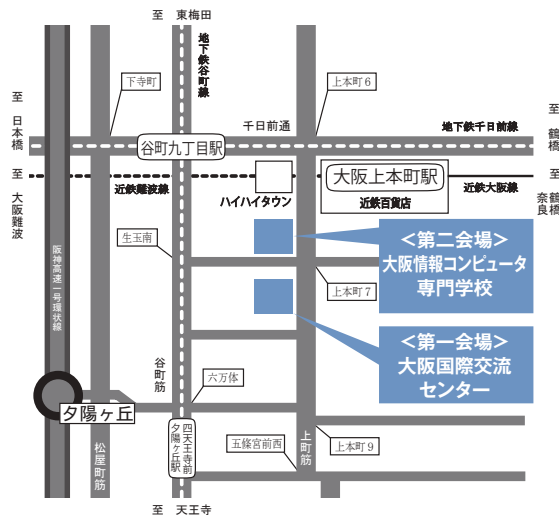 至 東梅田
地下鉄谷町線
下寺町
上本町6
至 日本橋
千日前通
地下鉄千日前線
至 鶴橋
谷町九丁目駅
至 大阪難波
近鉄難波線
ハイハイタウン
大阪上本町駅
近鉄百貨店
近鉄大阪線
至 鶴橋
奈良
生玉南
<第二会場>
大阪情報コンピュータ
専門学校
阪神高速一号環状線
上本町7
<第一会場>
大阪国際交流
センター
谷町筋
六万体
夕陽ヶ丘
四天王寺前
夕陽ヶ丘駅
松屋町筋
五條宮前西
上町筋
上本町9
至 天王寺